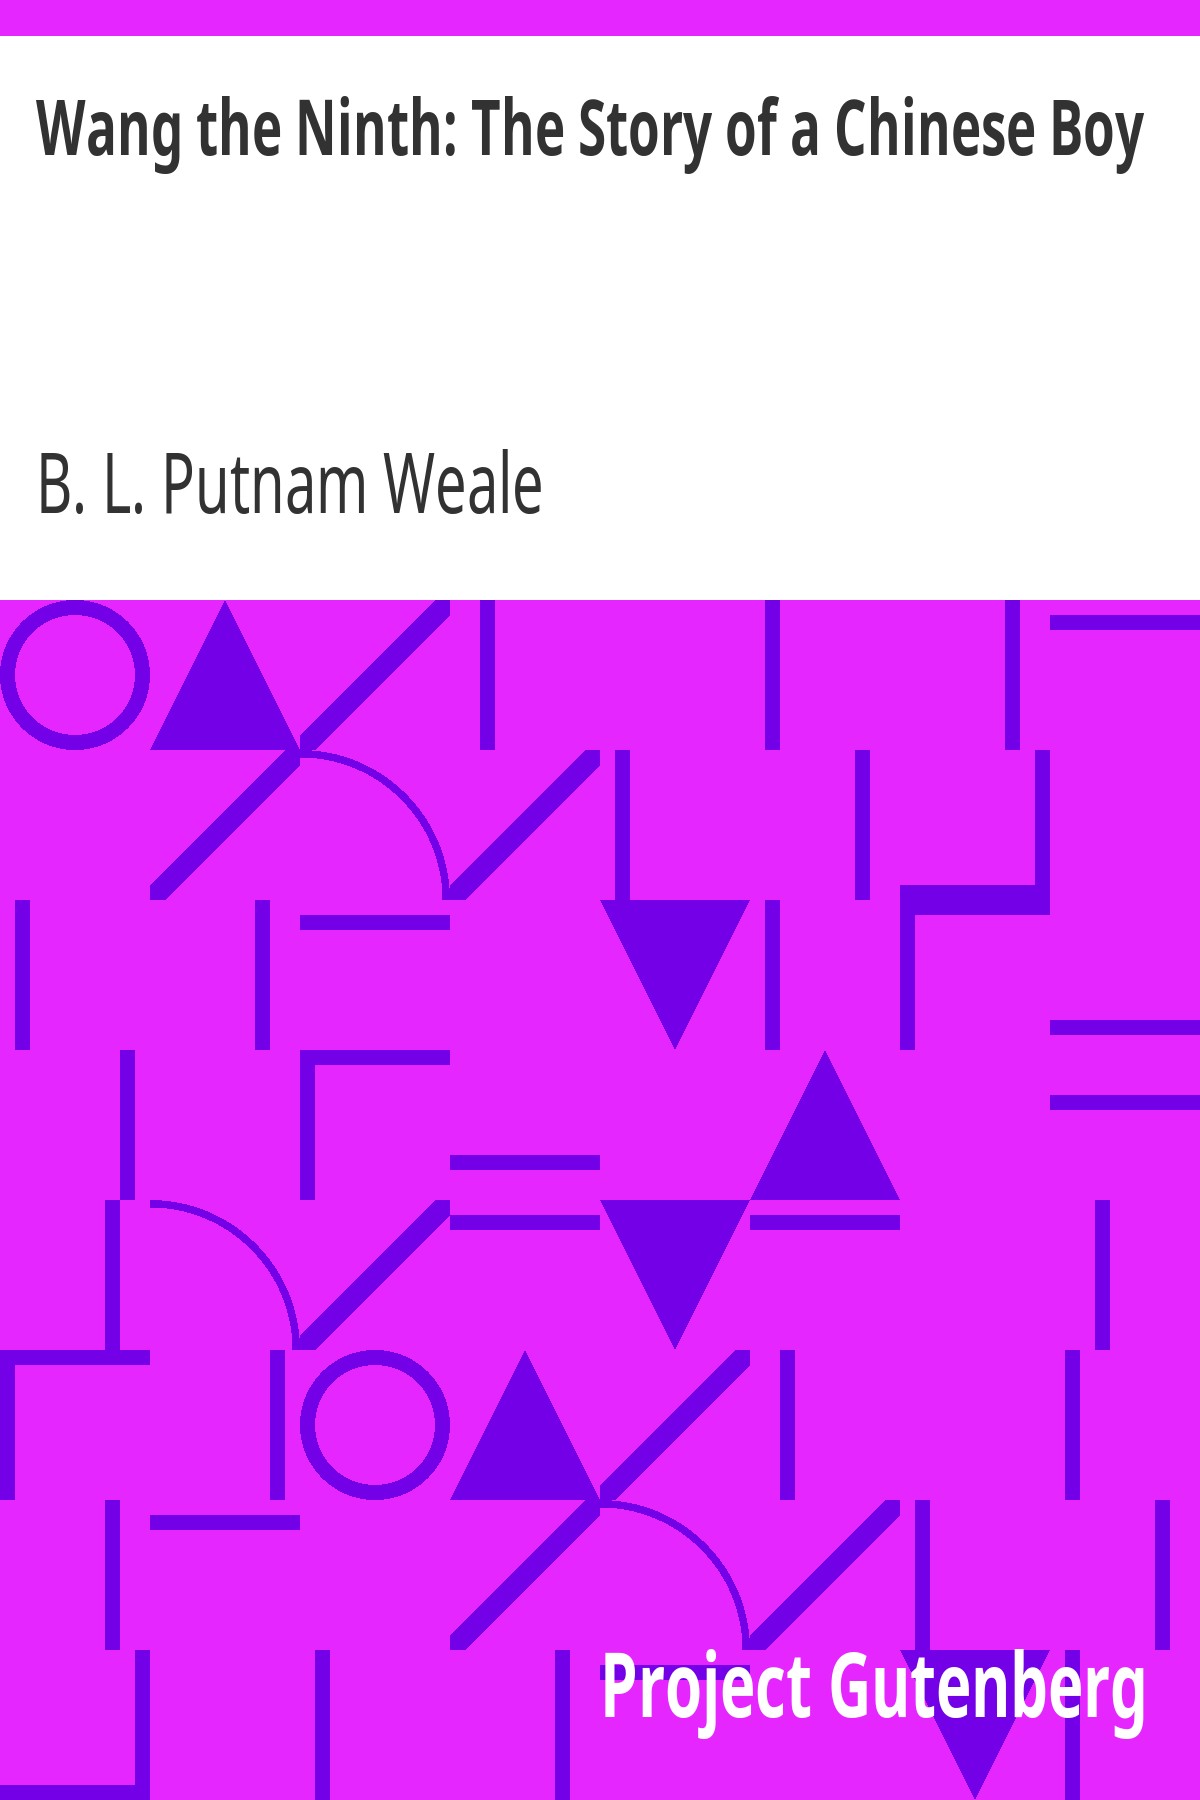 Wang the Ninth: The Story of a Chinese Boy
B. L. Putnam Weale
Project Gutenberg